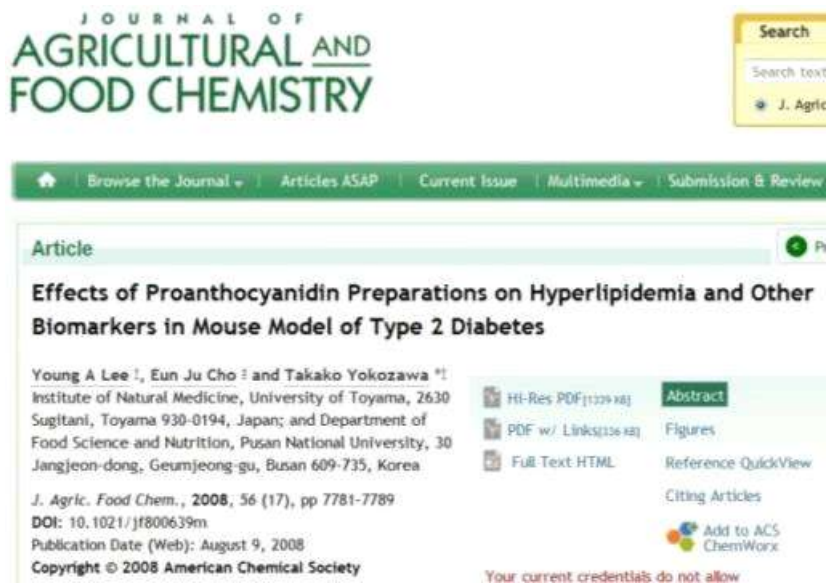 JOURNAL OF
AGRICULTURAL AND
FOOD CHEMISTRY
Search
Search text
J. Agric
Browse the Journal
Articles ASAP
Current Issue
Multimedia
Submission & Review
Article
Effects of Proanthocyanidin Preparations on Hyperlipidemia and Other
Biomarkers in Mouse Model of Type 2 Diabetes
Young A Lee, Eun Ju Cho and Takako Yokozawa
Institute of Natural Medicine, University of Toyama, 2630
Sugitani, Toyama 930-0194, Japan; and Department of
Food Science and Nutrition, Pusan National University, 30
Jangjeon-dong, Geumjeong-gu, Busan 609-735, Korea
J. Agric. Food Chem., 2008, 56 (17), pp 7781-7789
DOI: 10.1021/jf800639m
Publication Date (Web): August 9, 2008
Copyright © 2008 American Chemical Society
Hi-Res PDF[1339 KB]
PDF w/ Links[336 KB]
Full Text HTML
Abstract
Figures
Reference QuickView
Citing Articles
Add to ACS
ChemWorx
Your current credentials do not allow